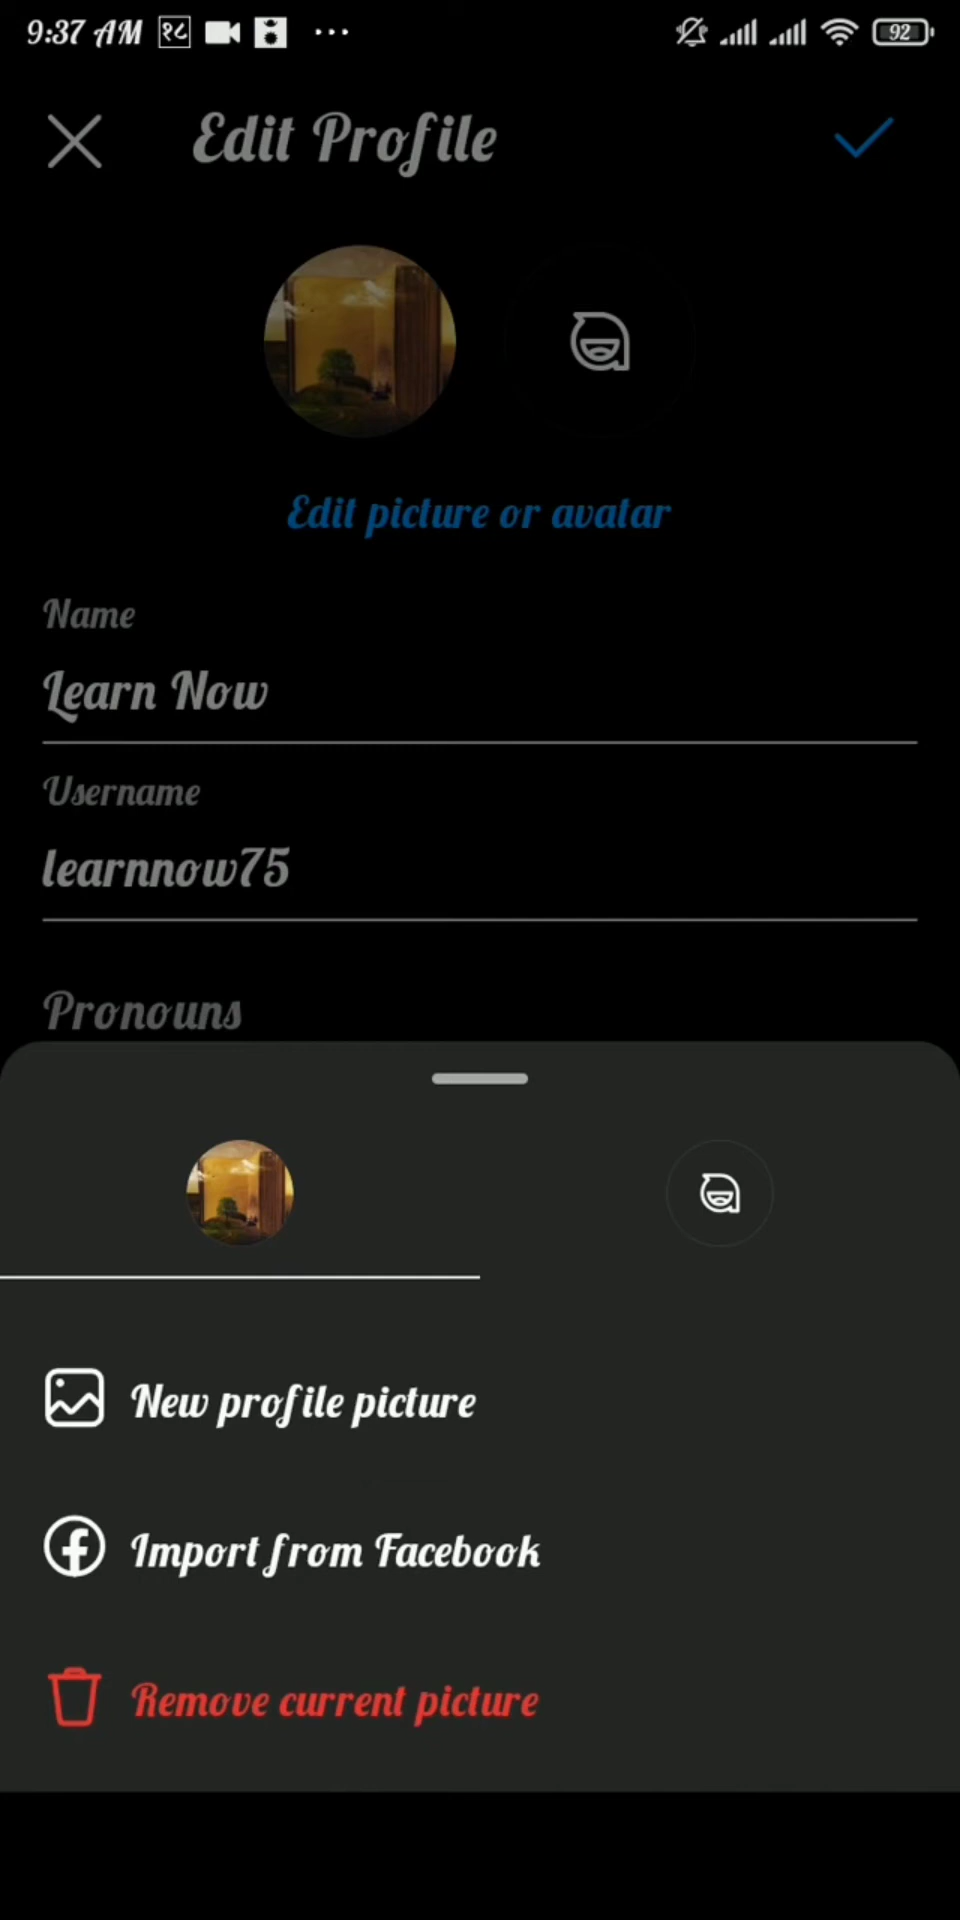 9:37 AM १८ 92
Edit Profile
Edit picture or avatar
Name
Learn Now
Username
learnnow75
Pronouns
New profile picture
Import from Facebook
Remove current picture